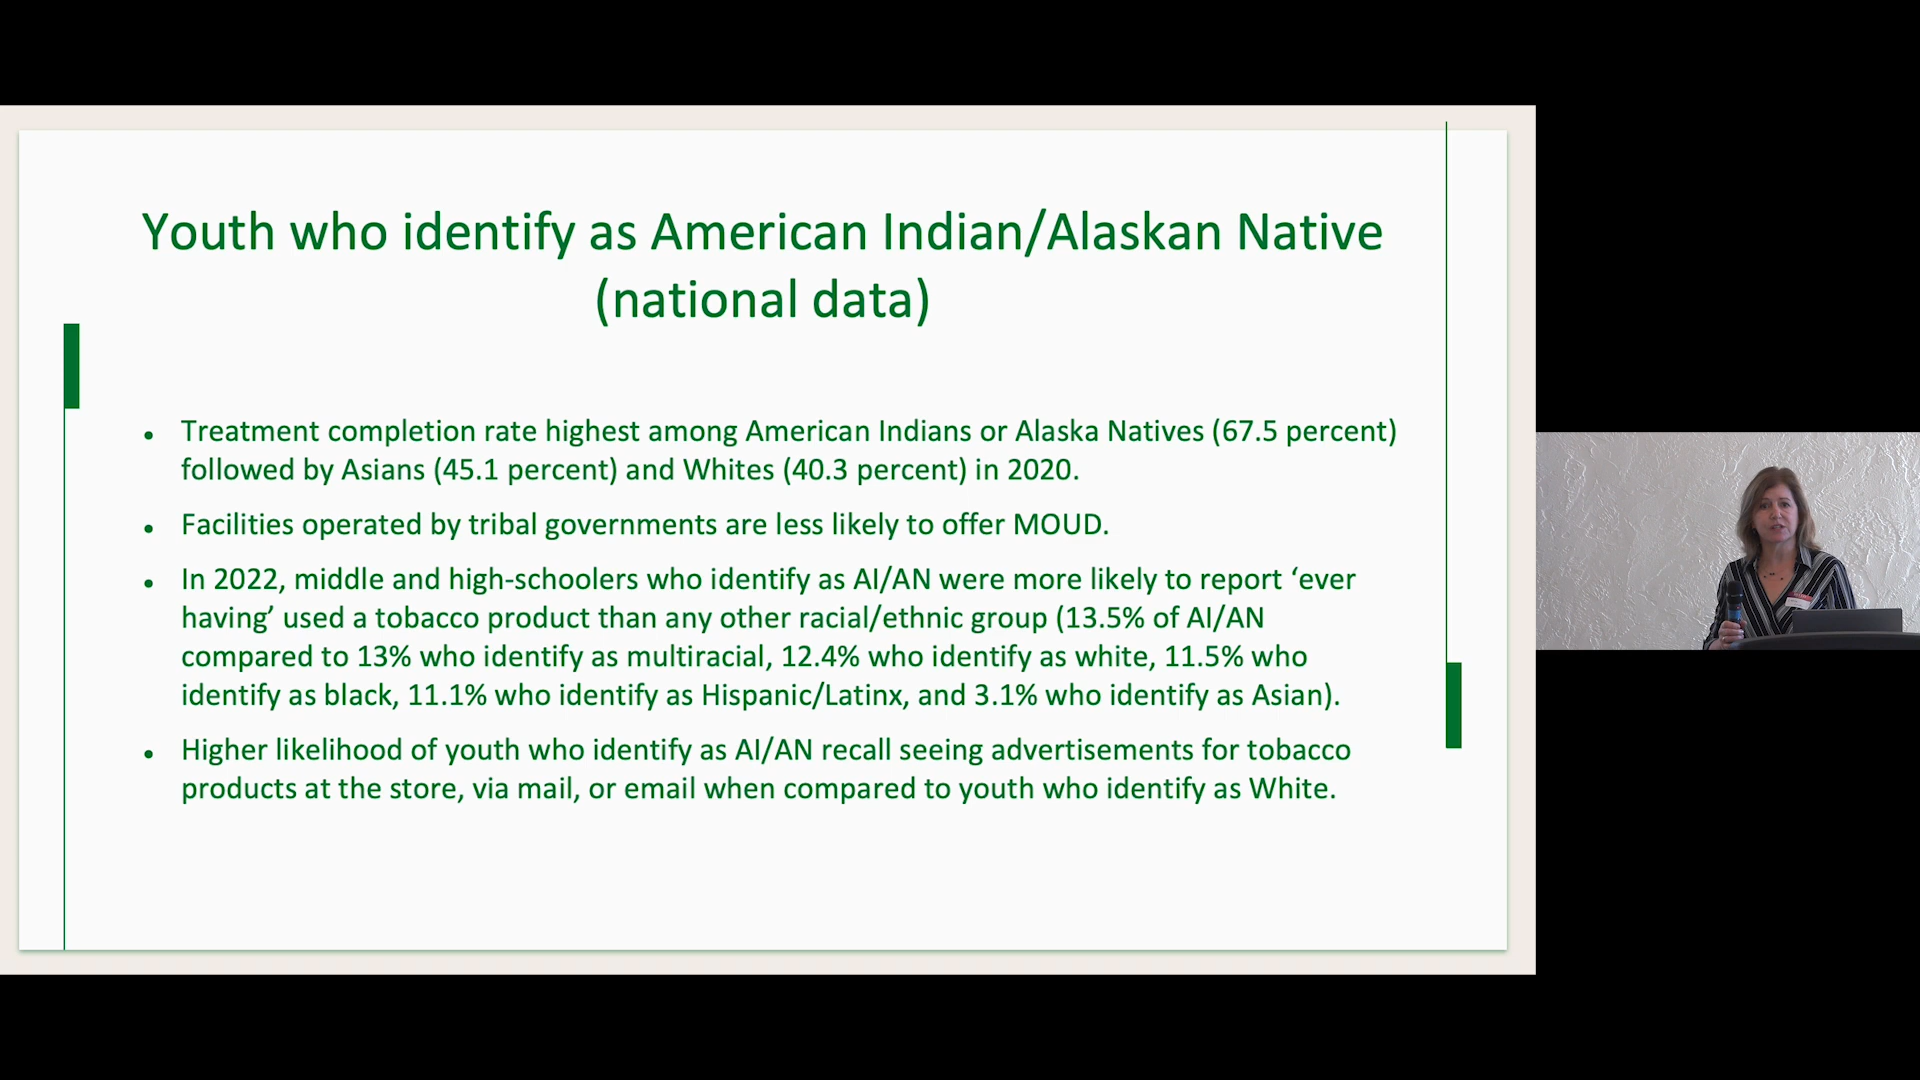 Youth who identify as American Indian/Alaskan Native
(national data)
Treatment completion rate highest among American Indians or Alaska Natives (67.5 percent)
followed by Asians (45.1 percent) and Whites (40.3 percent) in 2020.
Facilities operated by tribal governments are less likely to offer MOUD.
In 2022, middle and high-schoolers who identify as AI/AN were more likely to report ‘ever
having’ used a tobacco product than any other racial/ethnic group (13.5% of AI/AN
compared to 13% who identify as multiracial, 12.4% who identify as white, 11.5% who
identify as black, 11.1% who identify as Hispanic/Latinx, and 3.1% who identify as Asian).
Higher likelihood of youth who identify as AI/AN recall seeing advertisements for tobacco
products at the store, via mail, or email when compared to youth who identify as White.